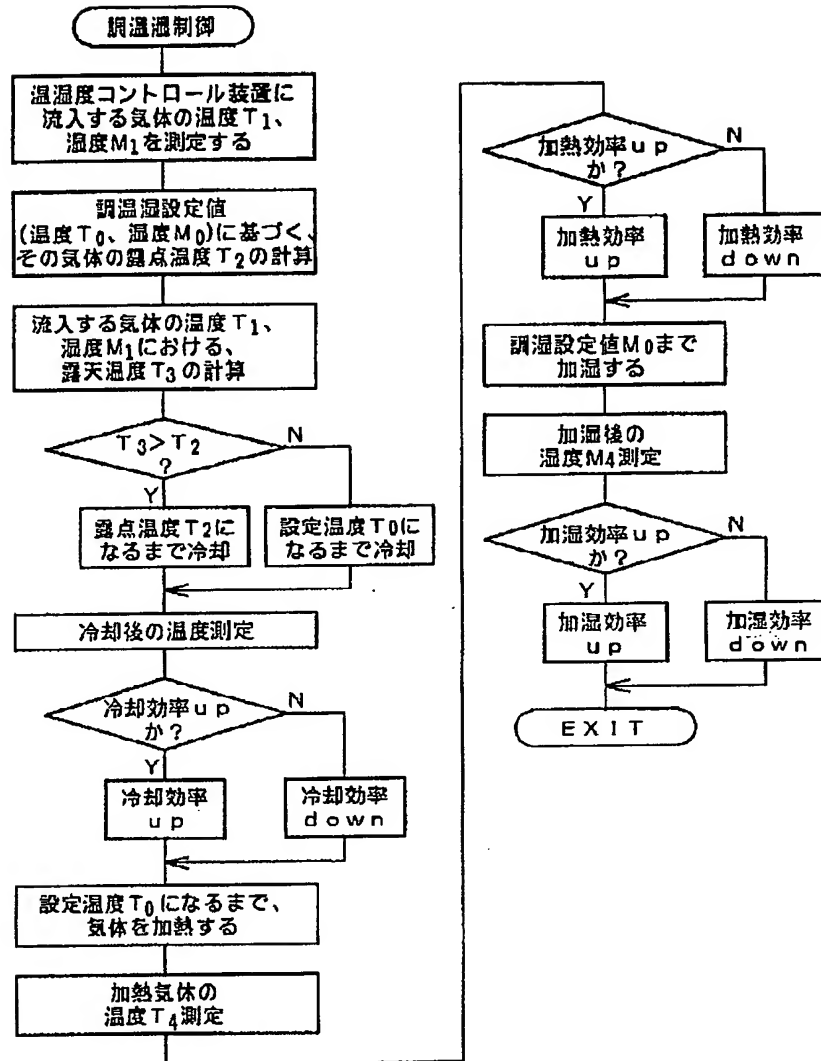 調温湿制御
温湿度コントロール装置に
流入する気体の温度T1、
湿度M1を測定する
調温湿設定値
(温度T0、湿度M0)に基づく、
その気体の露点温度T2の計算
流入する気体の温度T1、
湿度M1における、
露天温度T3の計算
T3>T2
?
N
Y
露点温度T2に
なるまで冷却
設定温度T0に
なるまで冷却
冷却後の温度測定
冷却効率up
か?
N
Y
冷却効率
up
冷却効率
down
設定温度T0になるまで、
気体を加熱する
加熱気体の
温度T4測定
加熱効率up
か?
N
Y
加熱効率
up
加熱効率
down
調湿設定値M0まで
加湿する
加湿後の
湿度M4測定
加湿効率up
か?
N
Y
加湿効率
up
加湿効率
down
EXIT